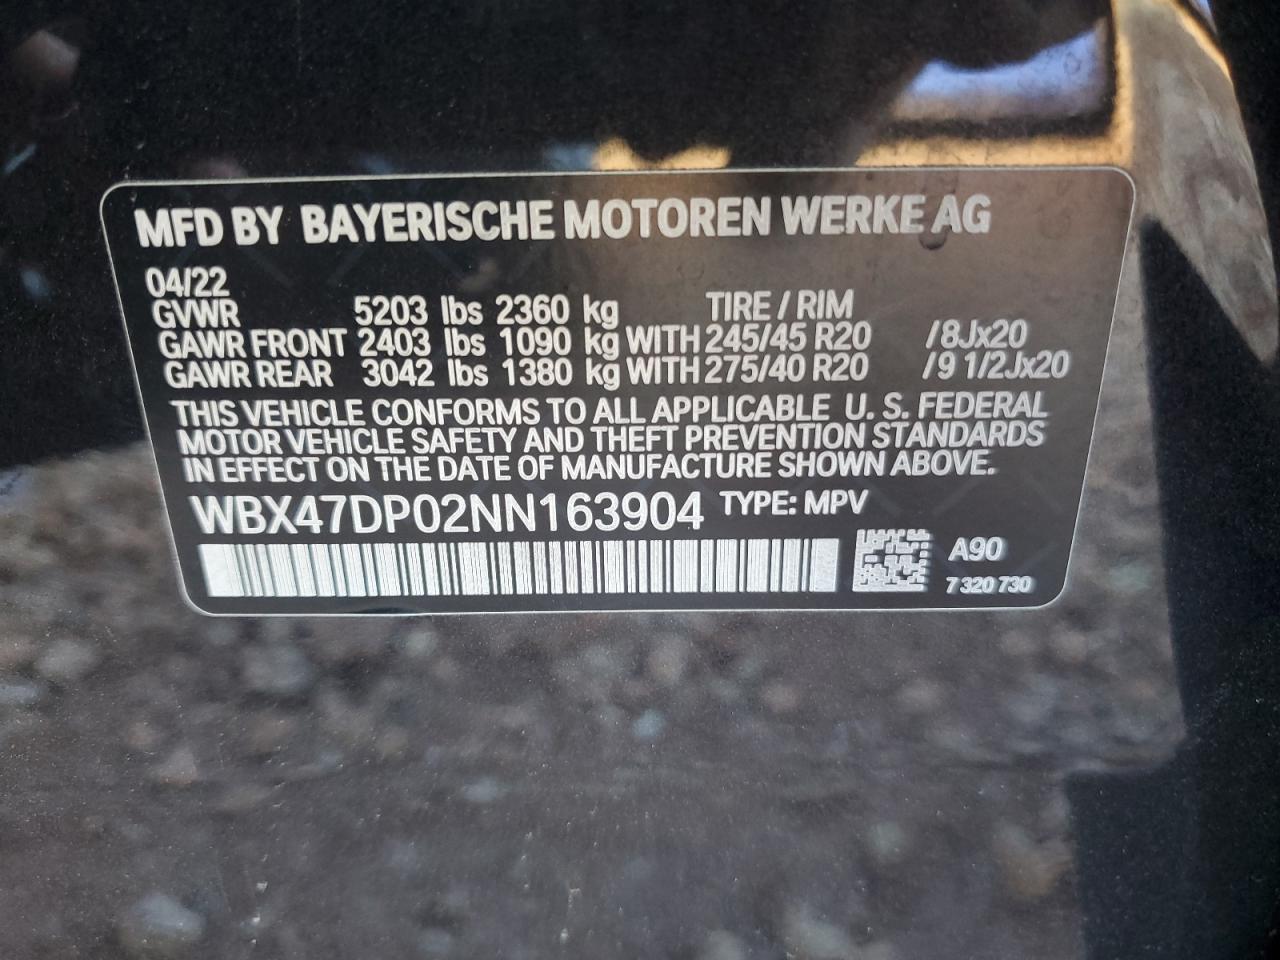 MFD BY BAYERISCHE MOTOREN WERKE AG
04/22
GVWR 5203 lbs 2360 kg TIRE / RIM
GAWR FRONT 2403 lbs 1090 kg WITH 245/45 R20 /8Jx20
GAWR REAR 3042 lbs 1380 kg WITH 275/40 R20 /9 1/2Jx20
THIS VEHICLE CONFORMS TO ALL APPLICABLE U. S. FEDERAL
MOTOR VEHICLE SAFETY AND THEFT PREVENTION STANDARDS
IN EFFECT ON THE DATE OF MANUFACTURE SHOWN ABOVE.
WBX47DP02NN163904 TYPE: MPV
A90
7 320 730